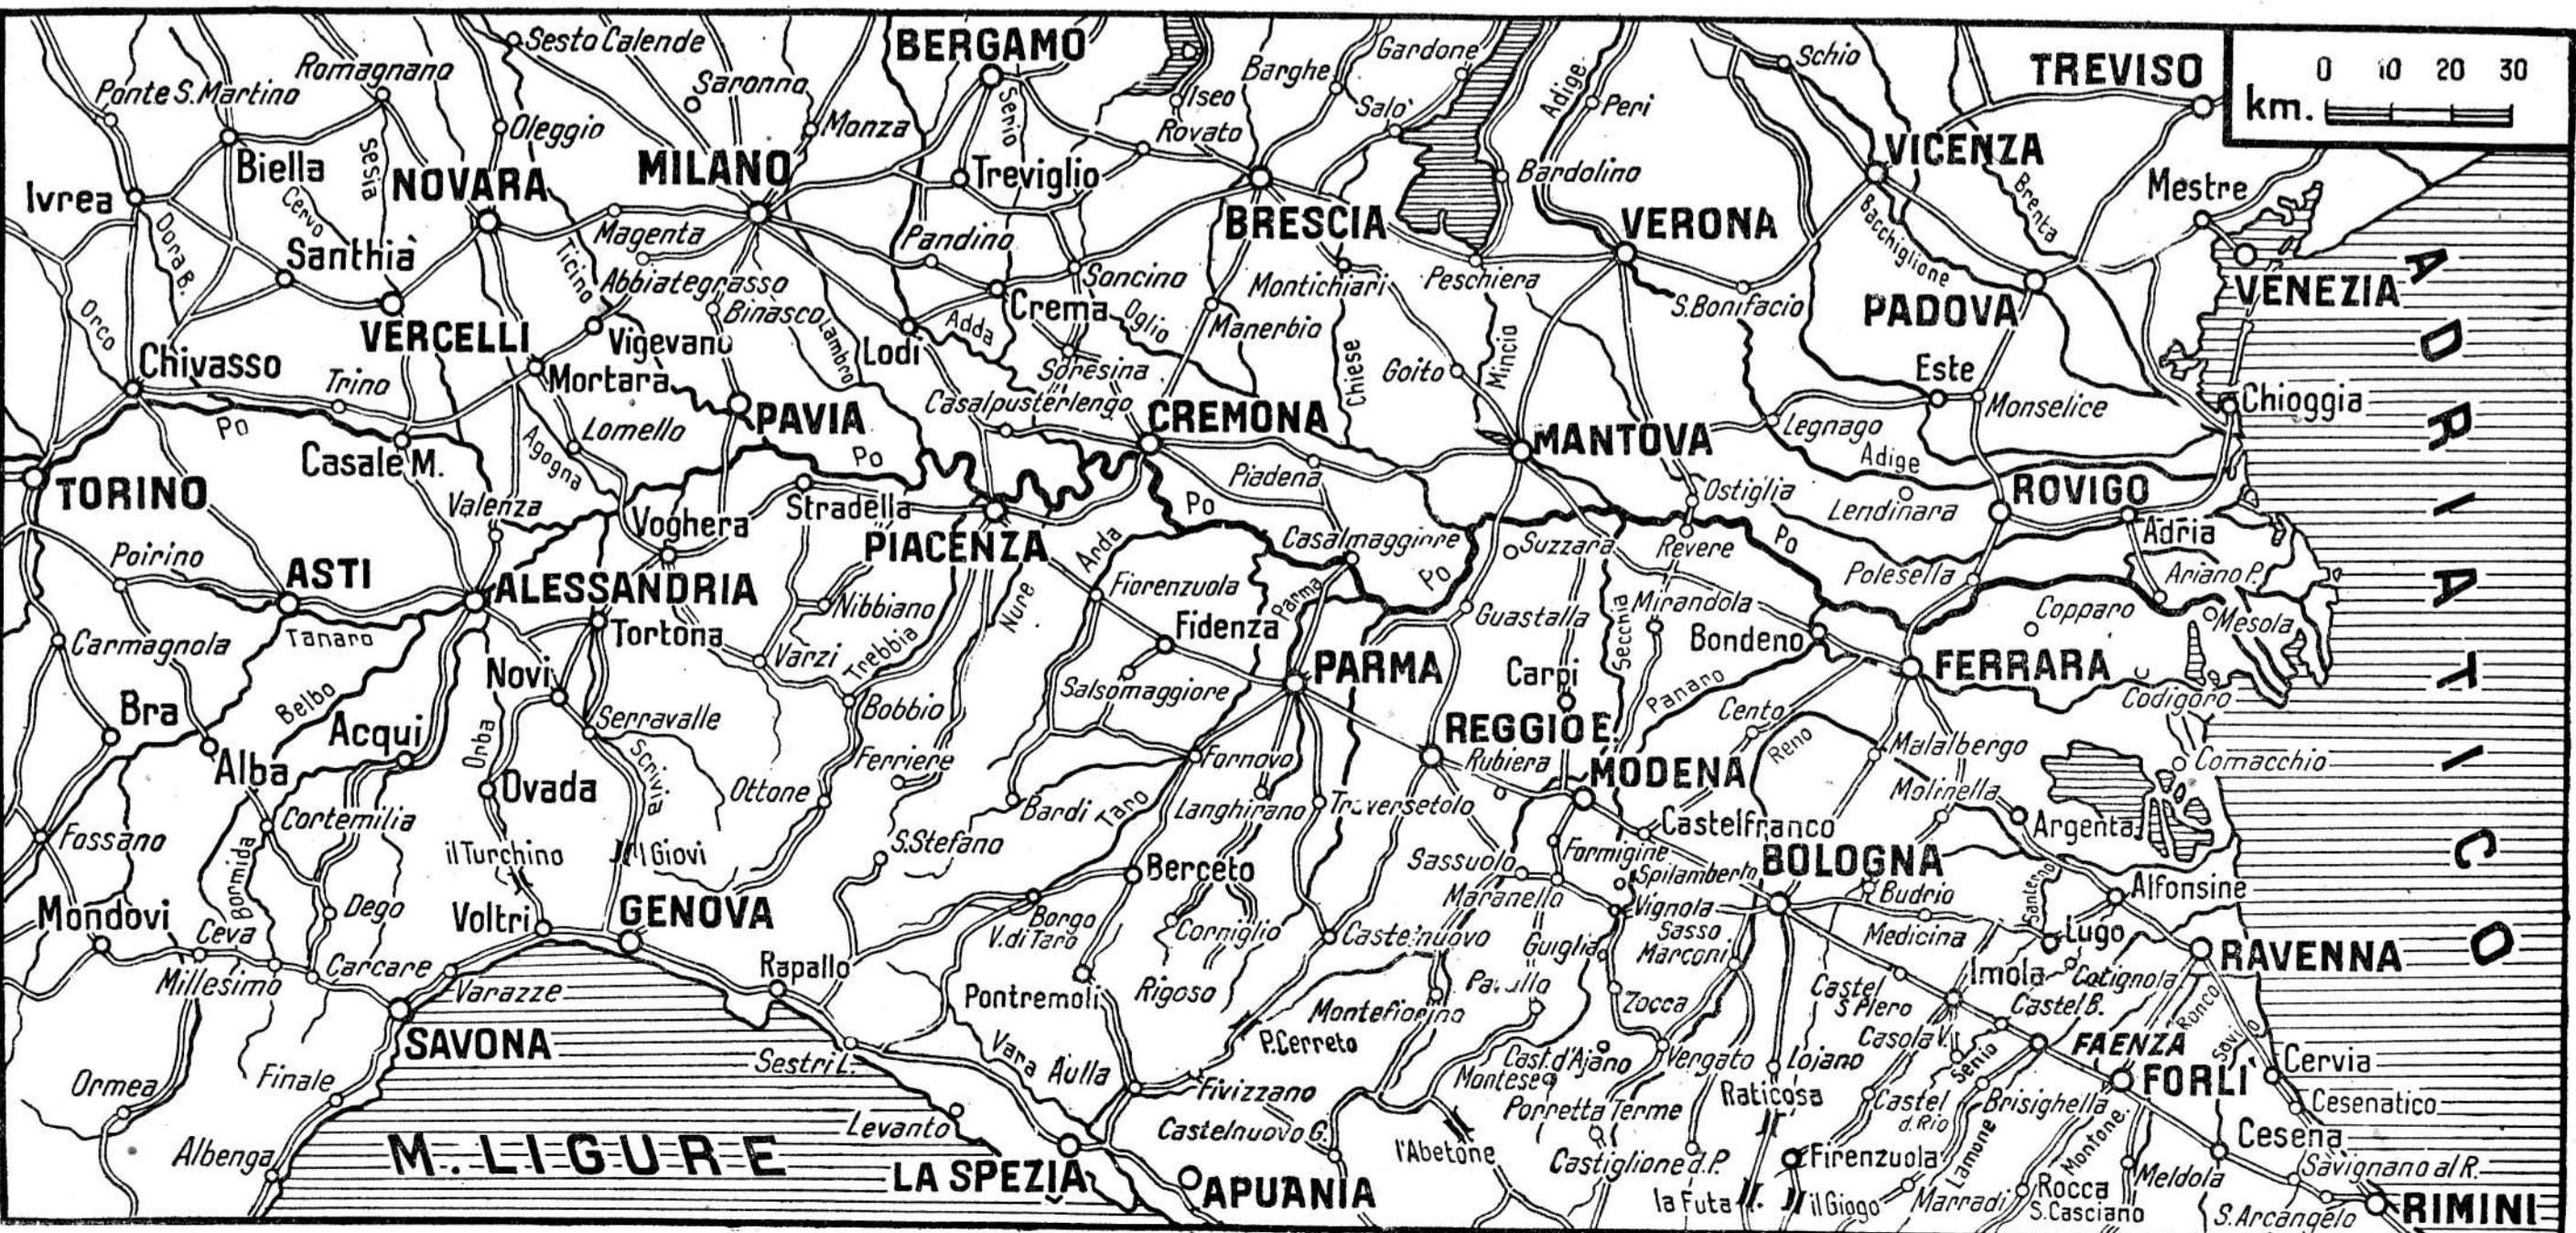 Sesto Calende
BERGAMO
Gardone
Schio
TREVISO
0 10 20 30
km.
Romagnano
Ponte S. Martino
Saronno
Serio
Iseo
Barghe
Salo'
Adige
Peri
Oleggio
Monza
Rovato
VICENZA
Biella
Sesia
NOVARA
MILANO
Treviglio
Bardolino
Brenta
Mestre
Ivrea
Cervo
Dora B.
Magenta
Pandino
BRESCIA
VERONA
Bacchiglione
Santhià
Ticino
Abbiategrasso
Soncino
Montichiari
Peschiera
S. Bonifacio
PADOVA
VENEZIA
ADRIATICO
Orco
VERCELLI
Vigevano
Binasco
Lambro
Lodi
Adda
Crema
Oglio
Manerbio
Chiese
Goito
Mincio
Chivasso
Trino
Mortara
Soresina
Este
Monselice
Chioggia
Po
Casale M.
Agogna
Lomello
PAVIA
Po
Casalpusterlengo
CREMONA
MANTOVA
Legnago
Adige
TORINO
Valenza
Voghera
Stradella
Piadena
Po
Ostiglia
Lendinara
ROVIGO
Adria
Poirino
ASTI
ALESSANDRIA
PIACENZA
Arda
Casalmaggiore
Po
Suzzara
Revere
Po
Polesella
Ariano P.
Tanaro
Tortona
Nibbiano
Nure
Fiorenzuola
Fidenza
Parma
Guastalla
Secchia
Mirandola
Bondeno
Copparo
Mesola
Carmagnola
Novi
Varzi
Trebbia
Salsomaggiore
PARMA
Carpi
Panaro
FERRARA
Codigoro
Bra
Belbo
Alba
Acqui
Orba
Serravalle
Scrivia
Bobbio
Ferriere
Fornovo
REGGIO E.
Rubiera
MODENA
Cento
Reno
Malalbergo
Comacchio
Ovada
Ottone
Bardi
Taro
Langhirano
Traversetolo
Castelfranco
Molinella
Argenta
Fossano
Cortemilia
Bormida
il Turchino
I Giovi
S. Stefano
Berceto
Sassuolo
Formigine
Spilamberto
BOLOGNA
Budrio
Santerno
Alfonsine
Mondovi
Ceva
Dego
Voltri
GENOVA
Borgo
V. di Taro
Corniglio
Castelnuovo
Maranello
Vignola
Guiglia
Sasso
Marconi
Medicina
Lugo
RAVENNA
Millesimo
Carcare
Varazze
Rapallo
Pontremoli
Rigoso
Montefiorino
Zocca
Castel
S. Piero
Imola
Cotignola
Castel B.
Ronco
Savio
SAVONA
Sestri L.
Vara
Aulla
P. Cerreto
Cast. d'Ajano
Montese
Vergato
Lojano
Casola V.
Senio
FAENZA
FORLI'
Cervia
Ormea
Finale
Levanto
Fivizzano
Porretta Terme
Raticosa
Castel
d. Rio
Brisighella
Cesenatico
Albenga
M. LIGURE
LA SPEZIA
APUANIA
Castelnuovo G.
l'Abetone
Castiglione d. P.
la Futa
Firenzuola
il Giogo
Lamone
Marradi
Montone
Rocca
S. Casciano
Meldola
Cesena
Savignano al R.
S. Arcangelo
RIMINI